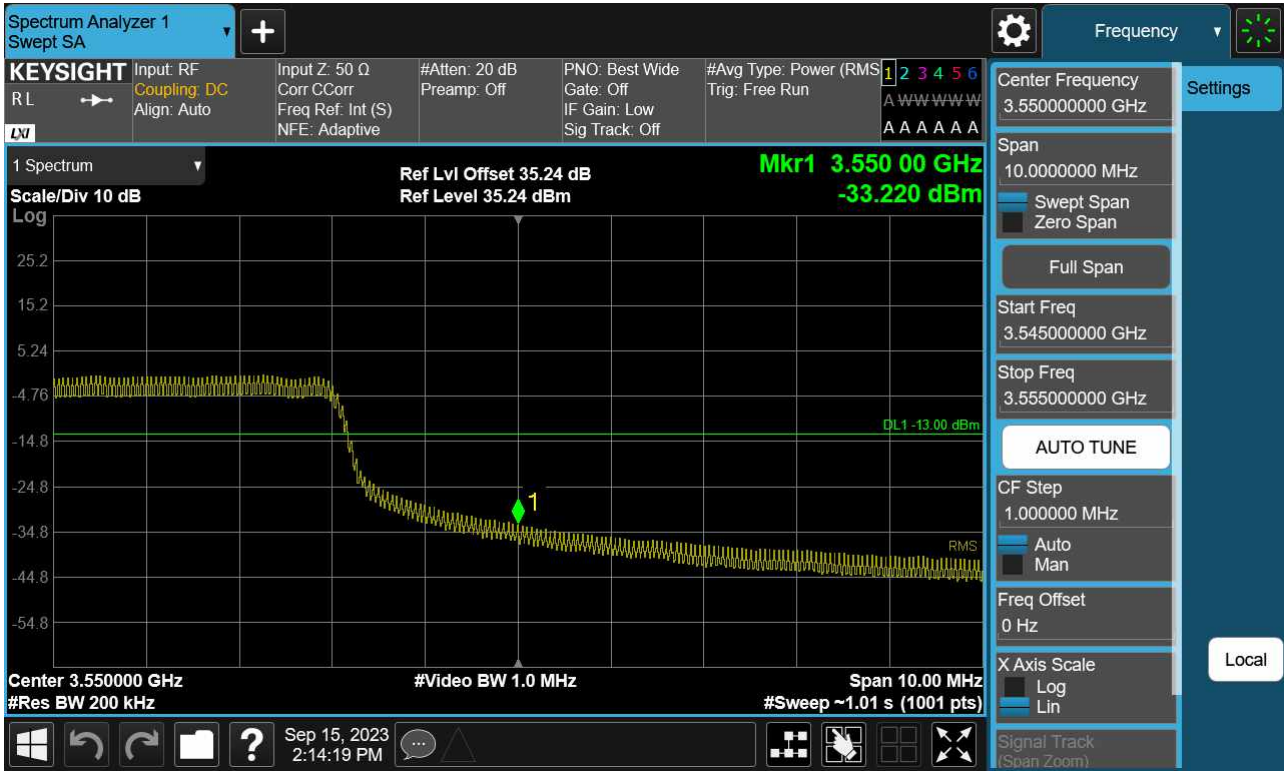 Spectrum Analyzer 1
Swept SA
Frequency
KEYSIGHT
R L
LXI
Input: RF
Coupling: DC
Align: Auto
Input Z: 50 Ω
Corr CCorr
Freq Ref: Int (S)
NFE: Adaptive
#Atten: 20 dB
Preamp: Off
PNO: Best Wide
Gate: Off
IF Gain: Low
Sig Track: Off
#Avg Type: Power (RMS
Trig: Free Run
1 2 3 4 5 6
A W W W W W
A A A A A A
1 Spectrum
Scale/Div 10 dB
Log
Ref Lvl Offset 35.24 dB
Ref Level 35.24 dBm
Mkr1 3.550 00 GHz
-33.220 dBm
25.2
15.2
5.24
-4.76
-14.8
-24.8
-34.8
-44.8
-54.8
DL1 -13.00 dBm
1
RMS
Center 3.550000 GHz
#Res BW 200 kHz
#Video BW 1.0 MHz
Span 10.00 MHz
#Sweep ~1.01 s (1001 pts)
Center Frequency
3.550000000 GHz
Span
10.0000000 MHz
Swept Span
Zero Span
Full Span
Start Freq
3.545000000 GHz
Stop Freq
3.555000000 GHz
AUTO TUNE
CF Step
1.000000 MHz
Auto
Man
Freq Offset
0 Hz
X Axis Scale
Log
Lin
Signal Track
(Span Zoom)
Settings
Local
?
Sep 15, 2023
2:14:19 PM